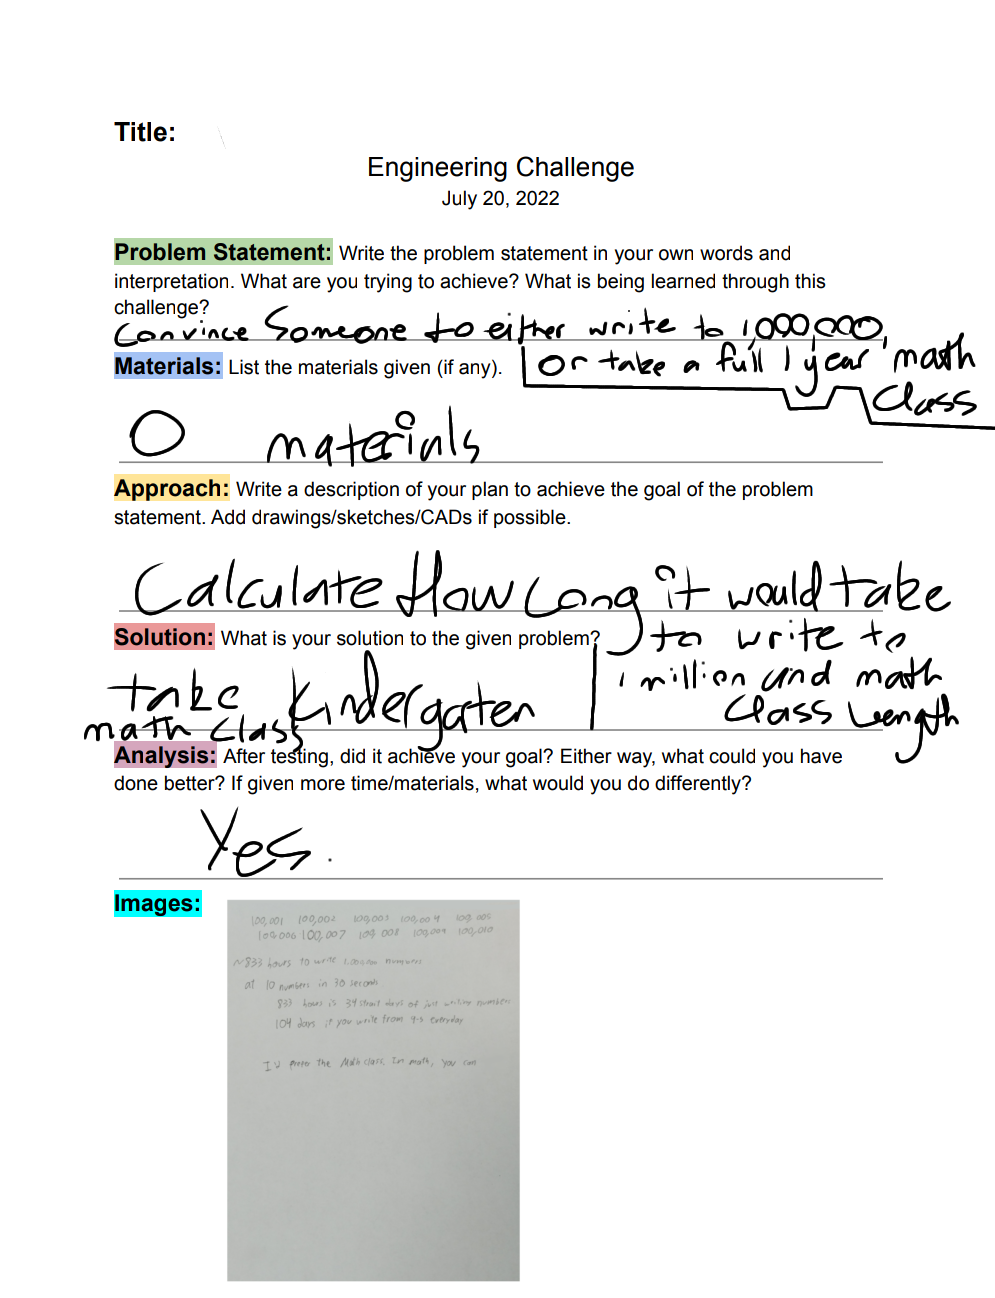 Title:
Engineering Challenge
July 20, 2022
Problem Statement: Write the problem statement in your own words and
interpretation. What are you trying to achieve? What is being learned through this
challenge?
Convince Someone to either write to 1,000,000,
or take a full 1 year math
Class
Materials: List the materials given (if any).
0 materials
Approach: Write a description of your plan to achieve the goal of the problem
statement. Add drawings/sketches/CADs if possible.
Calculate How Long it would take
to write to
1 million and math
Class Length
Solution: What is your solution to the given problem?
take Kindergarten
math class
Analysis: After testing, did it achieve your goal? Either way, what could you have
done better? If given more time/materials, what would you do differently?
Yes.
Images:
100,001 100,002 100,003 100,004 100,005
100,006 100,007 100,008 100,009 100,010
~833 hours to write 1,000,000 numbers
at 10 numbers in 30 seconds
833 hours is 34 strait days of just writing numbers
104 days if you write from 9-5 everyday
I'd prefer the Math class. In math, you can